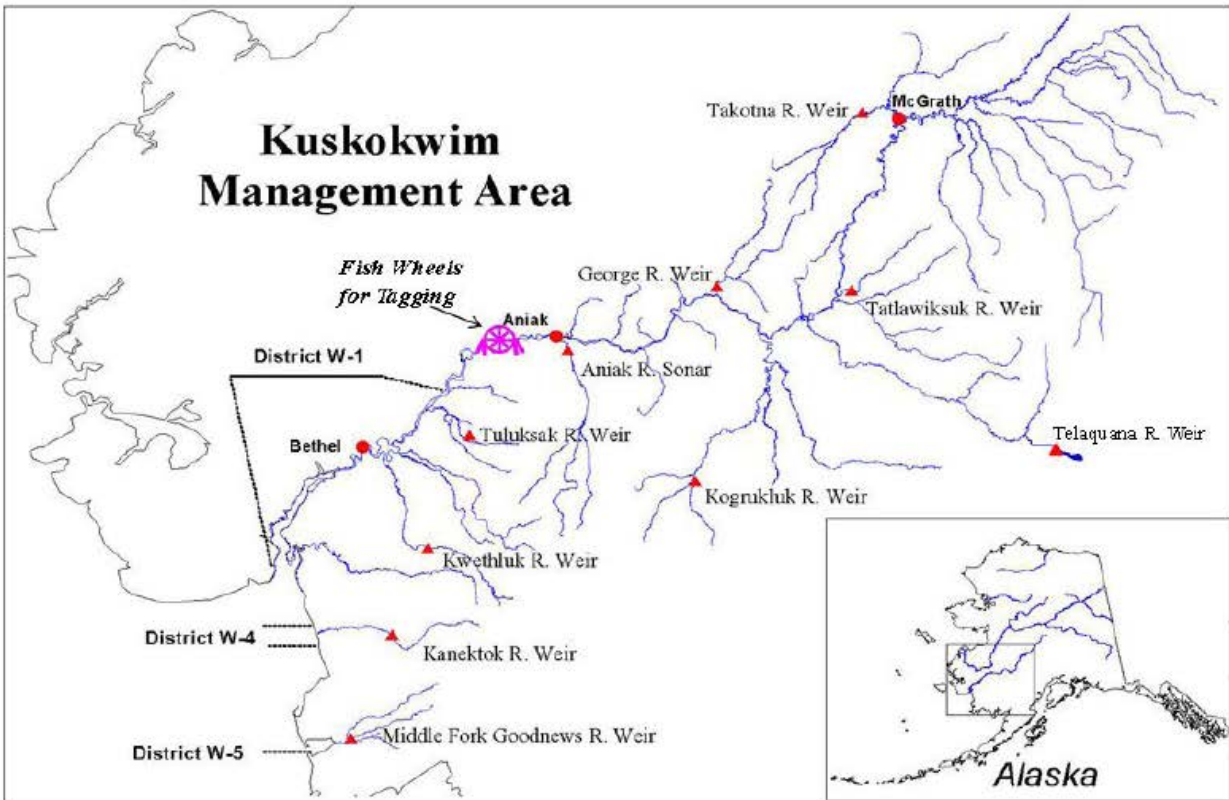 Kuskokwim
Management Area
Takotna R. Weir
McGrath
Fish Wheels
for Tagging
George R. Weir
Tatlawiksuk R. Weir
Aniak
District W-1
Aniak R. Sonar
Bethel
Tuluksak R. Weir
Telaquana R. Weir
Kogrukluk R. Weir
Kwethluk R. Weir
District W-4
Kanektok R. Weir
District W-5
Middle Fork Goodnews R. Weir
Alaska